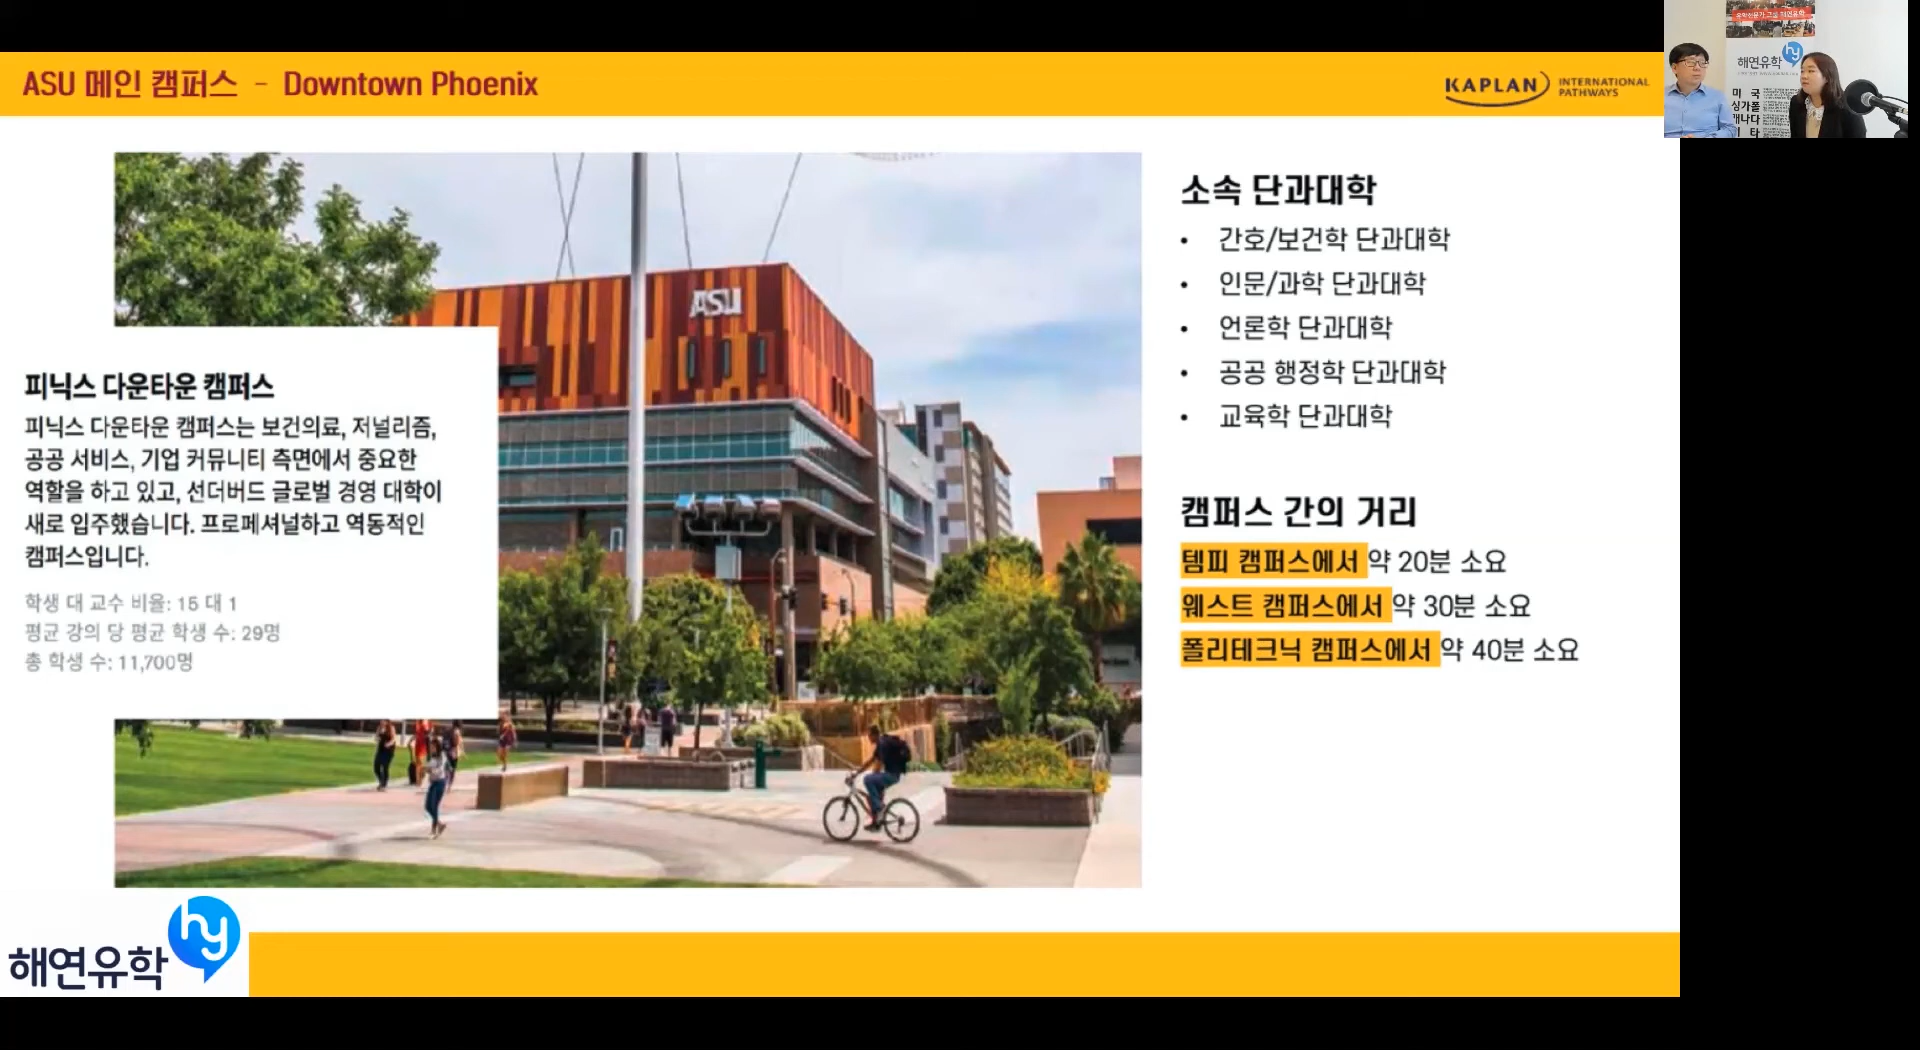 ASU 메인 캠퍼스 - Downtown Phoenix
KAPLAN INTERNATIONAL PATHWAYS
해연유학
hy
미 국
싱가폴
캐나다
ASU
피닉스 다운타운 캠퍼스
피닉스 다운타운 캠퍼스는 보건의료, 저널리즘,
공공 서비스, 기업 커뮤니티 측면에서 중요한
역할을 하고 있고, 선더버드 글로벌 경영 대학이
새로 입주했습니다. 프로페셔널하고 역동적인
캠퍼스입니다.
학생 대 교수 비율: 15 대 1
평균 강의 당 평균 학생 수: 29명
총 학생 수: 11,700명
소속 단과대학
• 간호/보건학 단과대학
• 인문/과학 단과대학
• 언론학 단과대학
• 공공 행정학 단과대학
• 교육학 단과대학
캠퍼스 간의 거리
템피 캠퍼스에서 약 20분 소요
웨스트 캠퍼스에서 약 30분 소요
폴리테크닉 캠퍼스에서 약 40분 소요
해연유학
hy